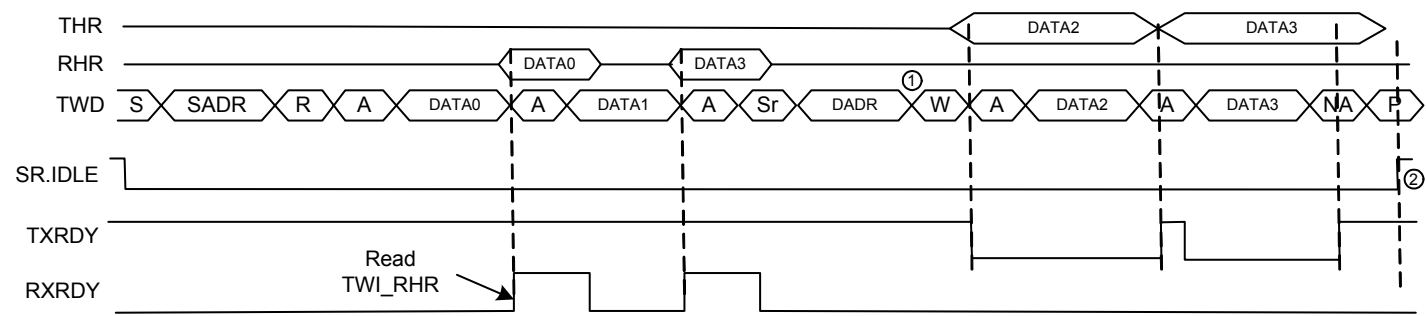 THR DATA2 DATA3
RHR DATA0 DATA3
TWD S SADR R A DATA0 A DATA1 A Sr DADR ① W A DATA2 A DATA3 NA P
SR.IDLE ②
TXRDY
Read
TWI_RHR
RXRDY